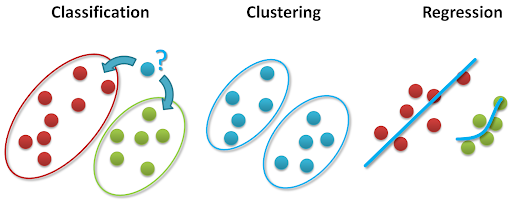 Classification
Clustering
Regression
?